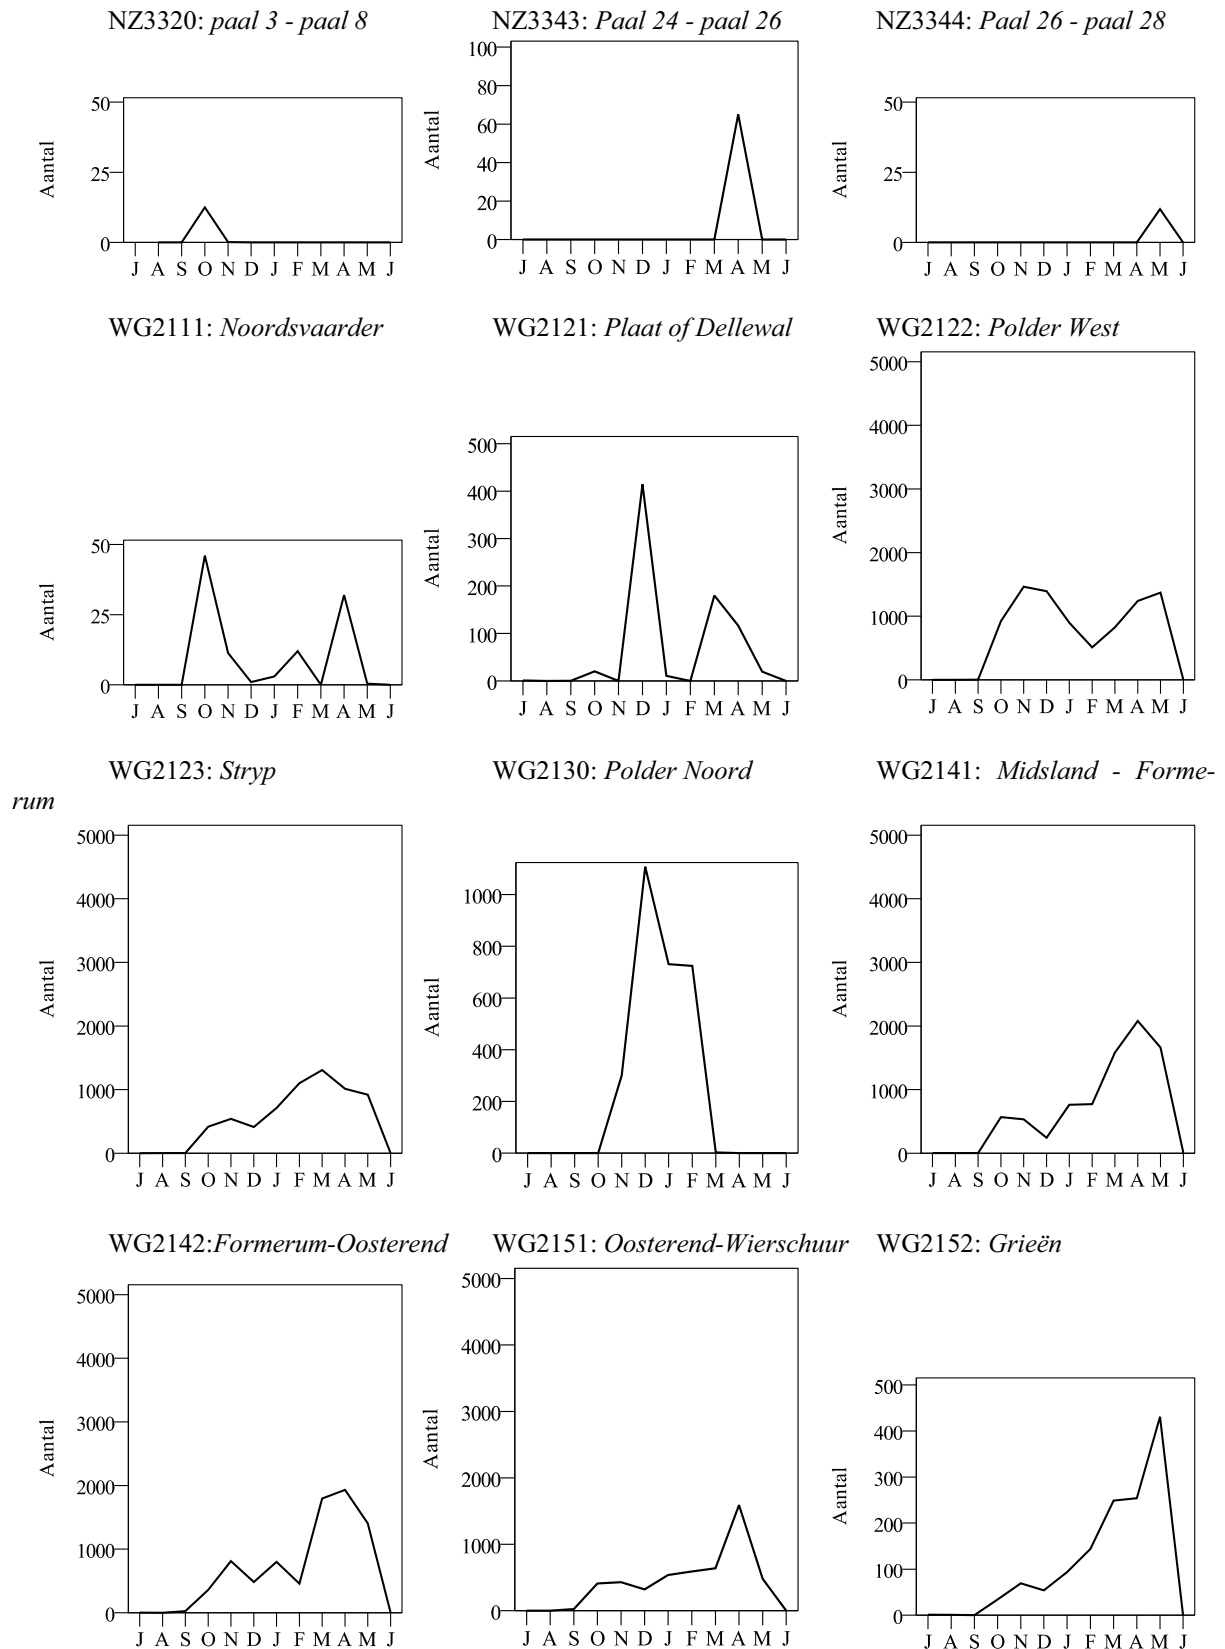 NZ3320: paal 3 - paal 8
NZ3343: Paal 24 - paal 26
NZ3344: Paal 26 - paal 28
Aantal
50
25
0
J A S O N D J F M A M J
Aantal
100
80
60
40
20
0
J A S O N D J F M A M J
Aantal
50
25
0
J A S O N D J F M A M J
WG2111: Noordsvaarder
WG2121: Plaat of Dellewal
WG2122: Polder West
Aantal
50
25
0
J A S O N D J F M A M J
Aantal
500
400
300
200
100
0
J A S O N D J F M A M J
Aantal
5000
4000
3000
2000
1000
0
J A S O N D J F M A M J
WG2123: Stryp
WG2130: Polder Noord
WG2141: Midsland - Forme-
rum
Aantal
5000
4000
3000
2000
1000
0
J A S O N D J F M A M J
Aantal
1000
800
600
400
200
0
J A S O N D J F M A M J
Aantal
5000
4000
3000
2000
1000
0
J A S O N D J F M A M J
WG2142:Formerum-Oosterend
WG2151: Oosterend-Wierschuur
WG2152: Grieën
Aantal
5000
4000
3000
2000
1000
0
J A S O N D J F M A M J
Aantal
5000
4000
3000
2000
1000
0
J A S O N D J F M A M J
Aantal
500
400
300
200
100
0
J A S O N D J F M A M J